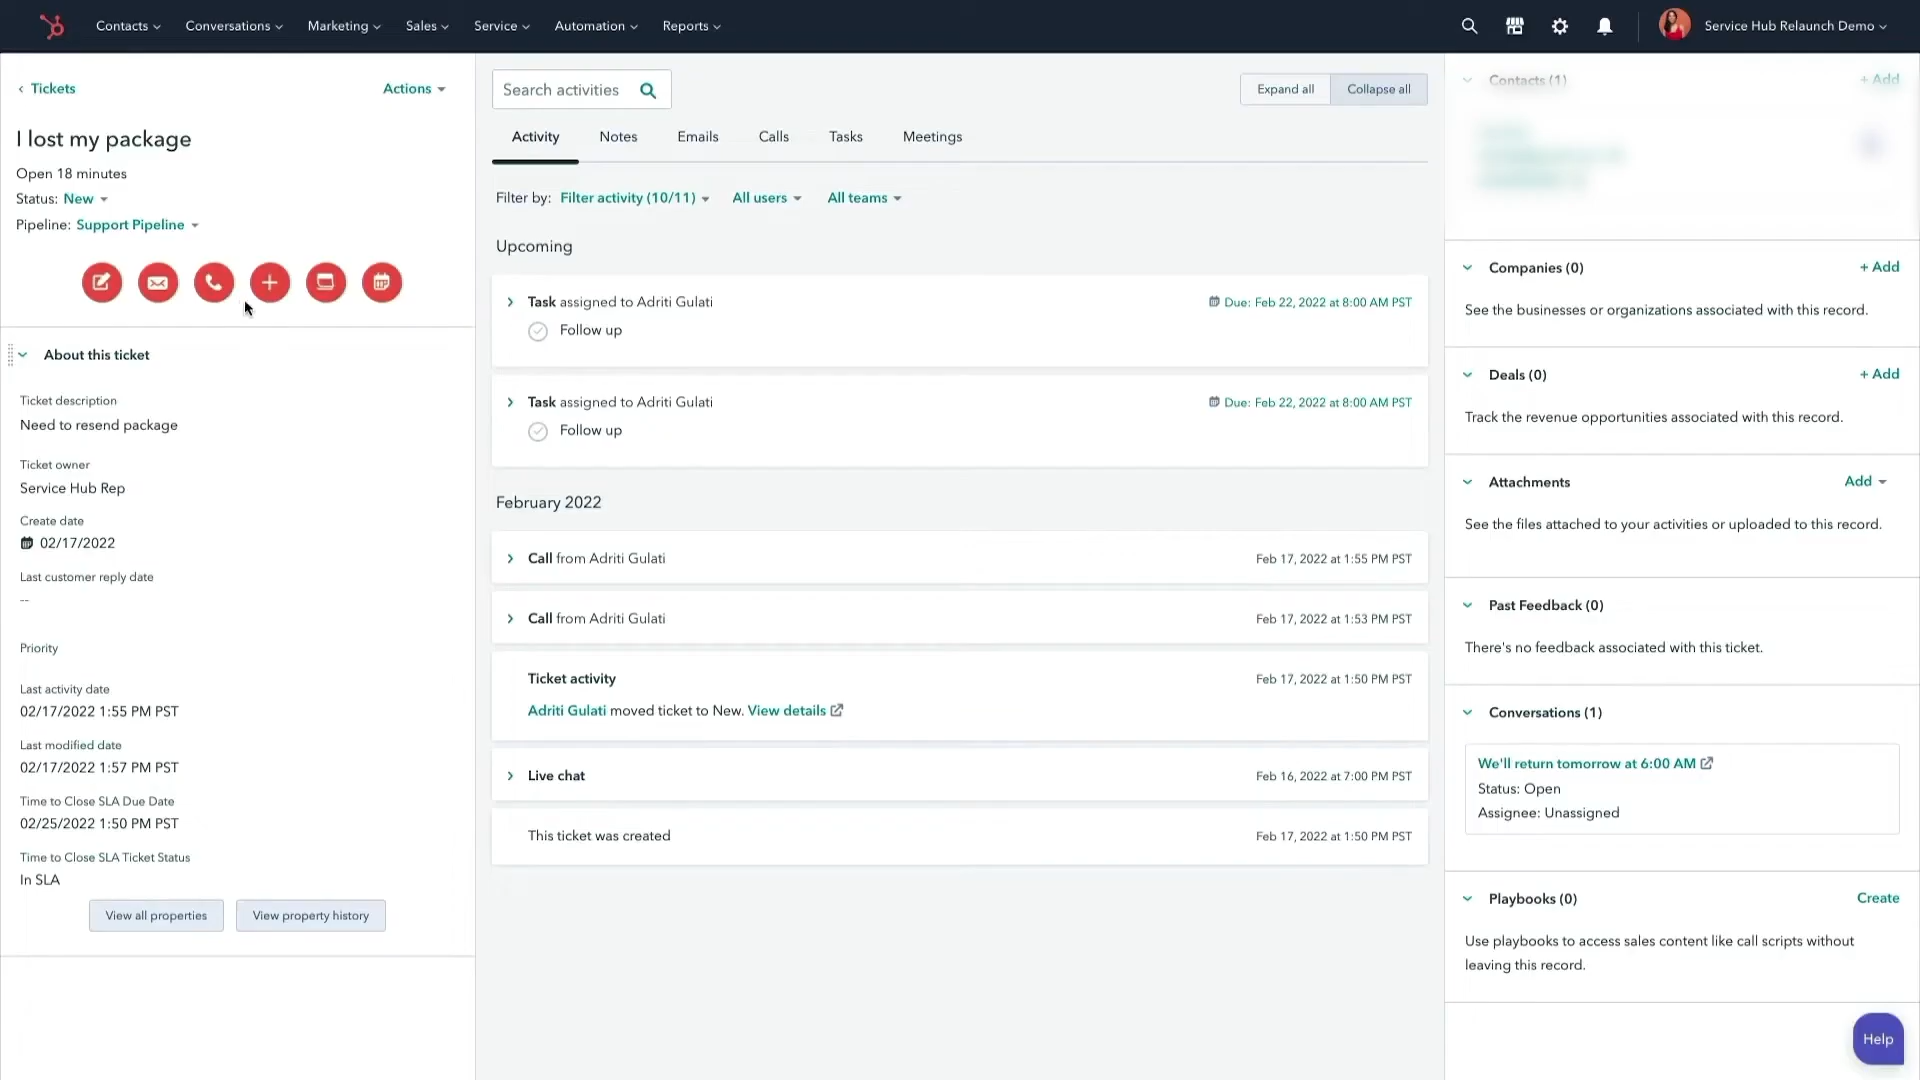 Contacts
Conversations
Marketing
Sales
Service
Automation
Reports
Service Hub Relaunch Demo
Tickets
Actions
I lost my package
Open 18 minutes
Status: New
Pipeline: Support Pipeline
About this ticket
Ticket description
Need to resend package
Ticket owner
Service Hub Rep
Create date
02/17/2022
Last customer reply date
--
Priority
Last activity date
02/17/2022 1:55 PM PST
Last modified date
02/17/2022 1:57 PM PST
Time to Close SLA Due Date
02/25/2022 1:50 PM PST
Time to Close SLA Ticket Status
In SLA
View all properties
View property history
Search activities
Expand all
Collapse all
Activity
Notes
Emails
Calls
Tasks
Meetings
Filter by: Filter activity (10/11) All users All teams
Upcoming
Task assigned to Adriti Gulati
Due: Feb 22, 2022 at 8:00 AM PST
Follow up
Task assigned to Adriti Gulati
Due: Feb 22, 2022 at 8:00 AM PST
Follow up
February 2022
Call from Adriti Gulati
Feb 17, 2022 at 1:55 PM PST
Call from Adriti Gulati
Feb 17, 2022 at 1:53 PM PST
Ticket activity
Feb 17, 2022 at 1:50 PM PST
Adriti Gulati moved ticket to New. View details
Live chat
Feb 16, 2022 at 7:00 PM PST
This ticket was created
Feb 17, 2022 at 1:50 PM PST
Contacts (1)
+ Add
Companies (0)
+ Add
See the businesses or organizations associated with this record.
Deals (0)
+ Add
Track the revenue opportunities associated with this record.
Attachments
Add
See the files attached to your activities or uploaded to this record.
Past Feedback (0)
There's no feedback associated with this ticket.
Conversations (1)
We'll return tomorrow at 6:00 AM
Status: Open
Assignee: Unassigned
Playbooks (0)
Create
Use playbooks to access sales content like call scripts without
leaving this record.
Help